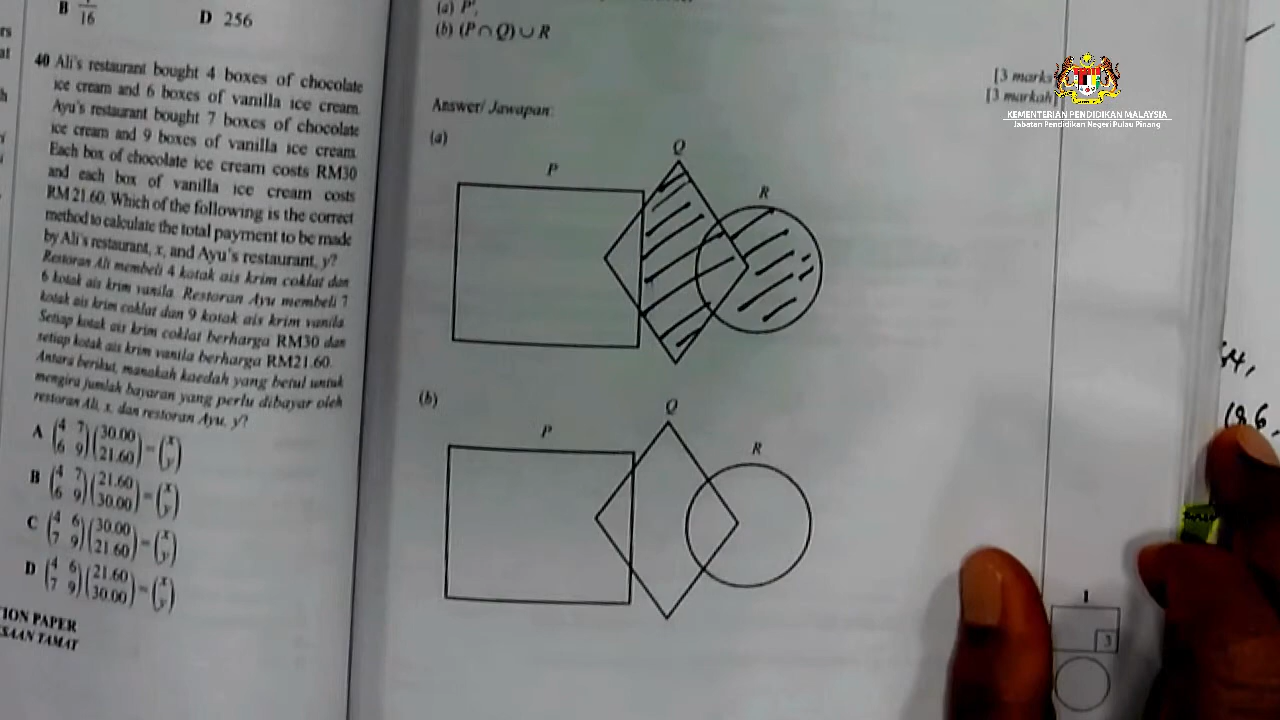 B
16
D 256
40 Ali's restaurant bought 4 boxes of chocolate
ice cream and 6 boxes of vanilla ice cream.
Ayu's restaurant bought 7 boxes of chocolate
ice cream and 9 boxes of vanilla ice cream.
Each box of chocolate ice cream costs RM30
and each box of vanilla ice cream costs
RM 21.60. Which of the following is the correct
method to calculate the total payment to be made
by Ali's restaurant, x, and Ayu's restaurant, y?
Restoran Ali membeli 4 kotak ais krim coklat dan
6 kotak ais krim vanila. Restoran Ayu membeli 7
kotak ais krim coklat dan 9 kotak ais krim vanila.
Setiap kotak ais krim coklat berharga RM30 dan
setiap kotak ais krim vanila berharga RM21.60.
Antara berikut, manakah kaedah yang betul untuk
mengira jumlah bayaran yang perlu dibayar oleh
restoran Ali, x, dan restoran Ayu, y?
A (4 7 6 9)(30.00 21.60) = (x y)
B (4 7 6 9)(21.60 30.00) = (x y)
C (4 6 7 9)(30.00 21.60) = (x y)
D (4 6 7 9)(21.60 30.00) = (x y)
ION PAPER
SAAN TAMAT
(a) P',
(b) (P ∩ Q) ∪ R
[3 marks
[3 markah]
KEMENTERIAN PENDIDIKAN MALAYSIA
Jabatan Pendidikan Negeri Pulau Pinang
Answer/ Jawapan:
(a)
P
Q
R
(b)
P
Q
R
1
3